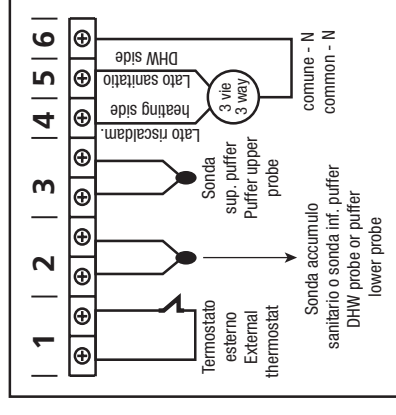 1 | 2 | 3 | 4 | 5 | 6
Termostato
esterno
External
thermostat
Sonda accumulo
sanitario o sonda inf. puffer
DHW probe or puffer
lower probe
Sonda
sup. puffer
Puffer upper
probe
Lato riscaldam.
heating side
Lato sanitatio
DHW side
3 vie
3 way
comune - N
common - N